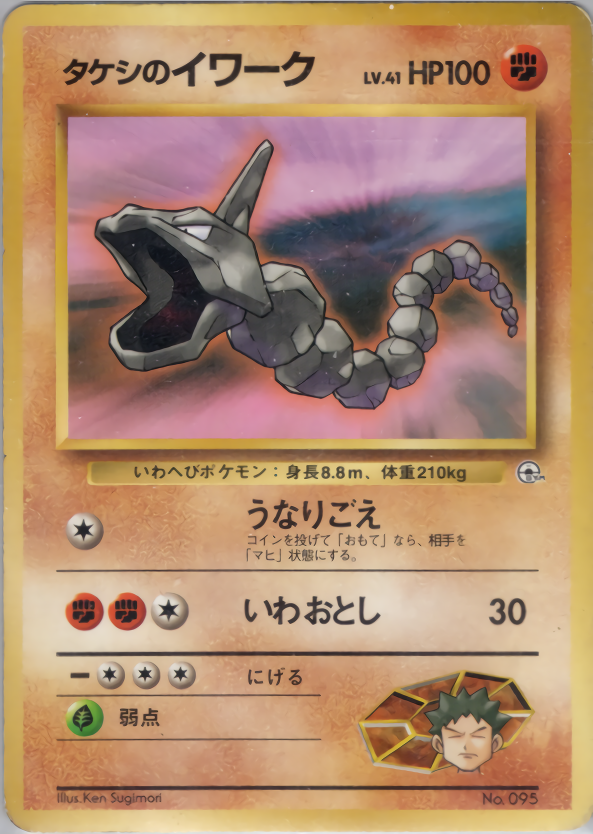 タケシのイワーク LV.41 HP100
いわへびポケモン：身長8.8m、体重210kg
うなりごえ
コインを投げて「おもて」なら、相手を
「マヒ」状態にする。
いわおとし 30
にげる
弱点
Illus.Ken Sugimori No.095